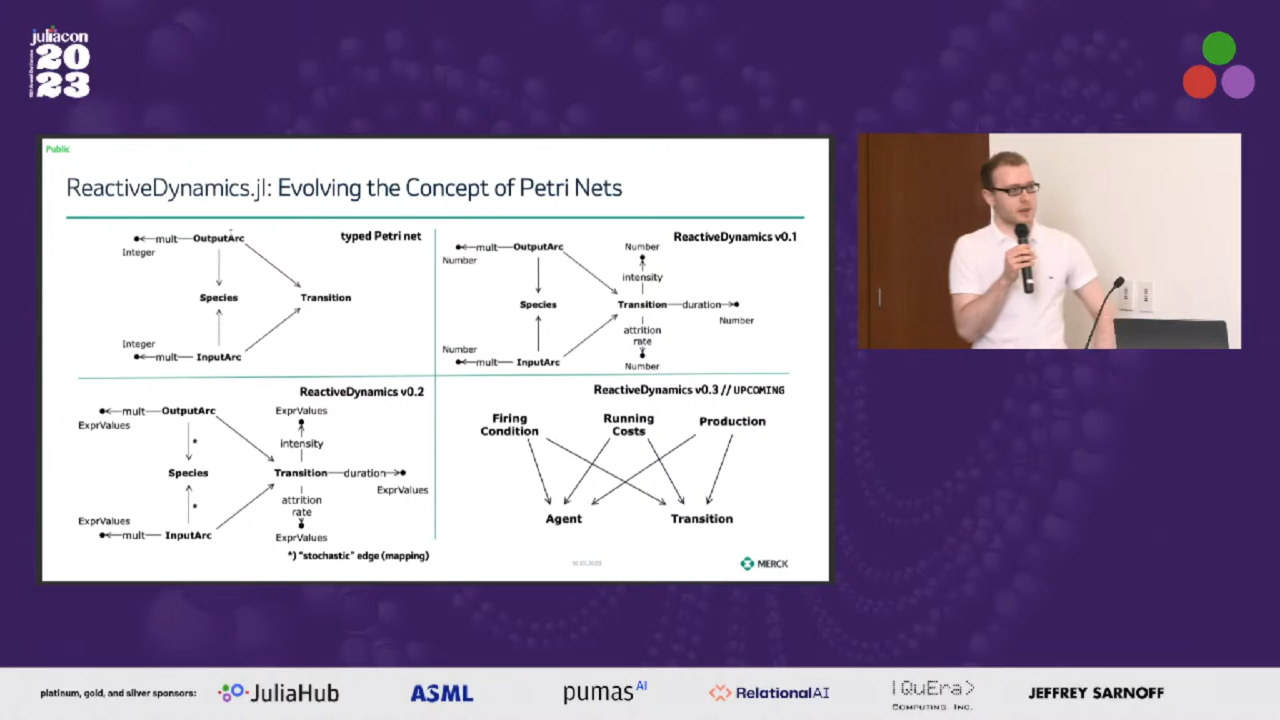 juliacon
20
23
Public
ReactiveDynamics.jl: Evolving the Concept of Petri Nets
typed Petri net
mult OutputArc
Integer
Species Transition
Integer
mult InputArc
ReactiveDynamics v0.1
mult OutputArc
Number
Number
intensity
Species Transition duration
Number
attrition
rate
Number
Number
mult InputArc
ReactiveDynamics v0.2
mult OutputArc
ExprValues
ExprValues
*
intensity
Species Transition duration
ExprValues
attrition
rate
*
ExprValues
mult InputArc
ExprValues
*) "stochastic" edge (mapping)
ReactiveDynamics v0.3 // UPCOMING
Firing
Condition
Running
Costs
Production
Agent Transition
MERCK
platinum, gold, and silver sponsors:
JuliaHub
ASML
pumas AI
RelationalAI
|QuEra>
COMPUTING INC.
JEFFREY SARNOFF